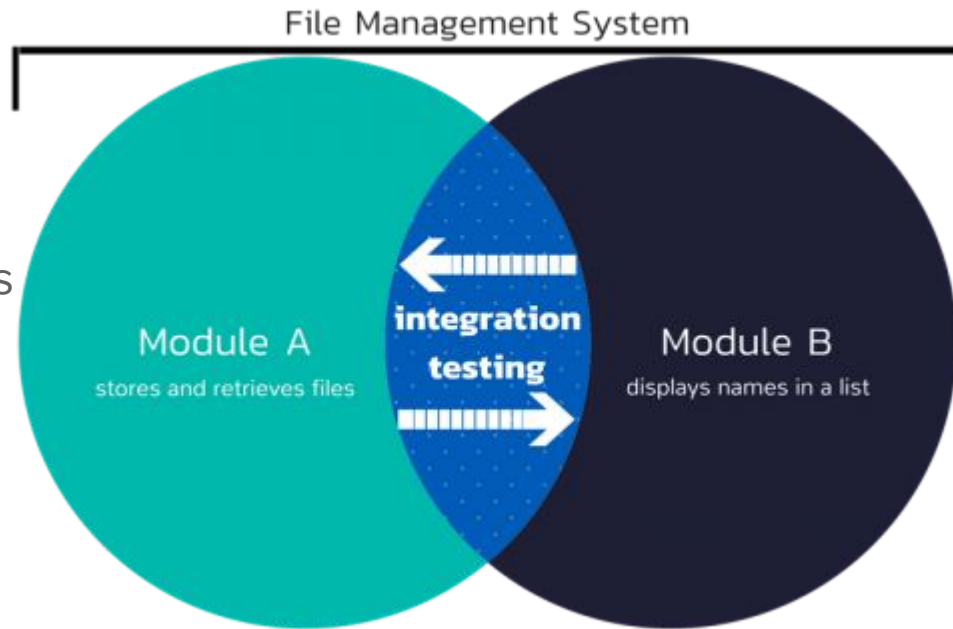 File Management System
s
Module A
stores and retrieves files
integration
testing
Module B
displays names in a list